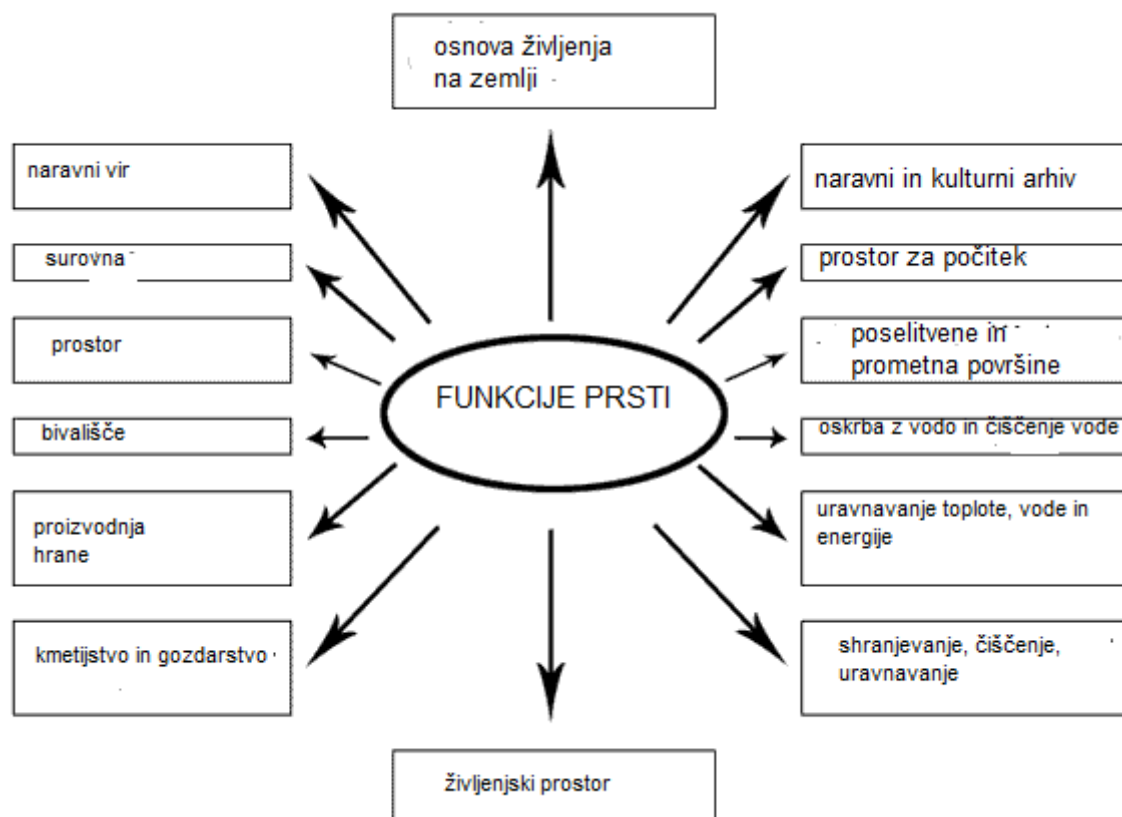 osnova življenja
na zemlji
naravni vir
surovna
prostor
bivališče
proizvodnja
hrane
kmetijstvo in gozdarstvo
FUNKCIJE PRSTI
naravni in kulturni arhiv
prostor za počitek
poselitvene in
prometna površine
oskrba z vodo in čiščenje vode
uravnavanje toplote, vode in
energije
shranjevanje, čiščenje,
uravnavanje
življenjski prostor